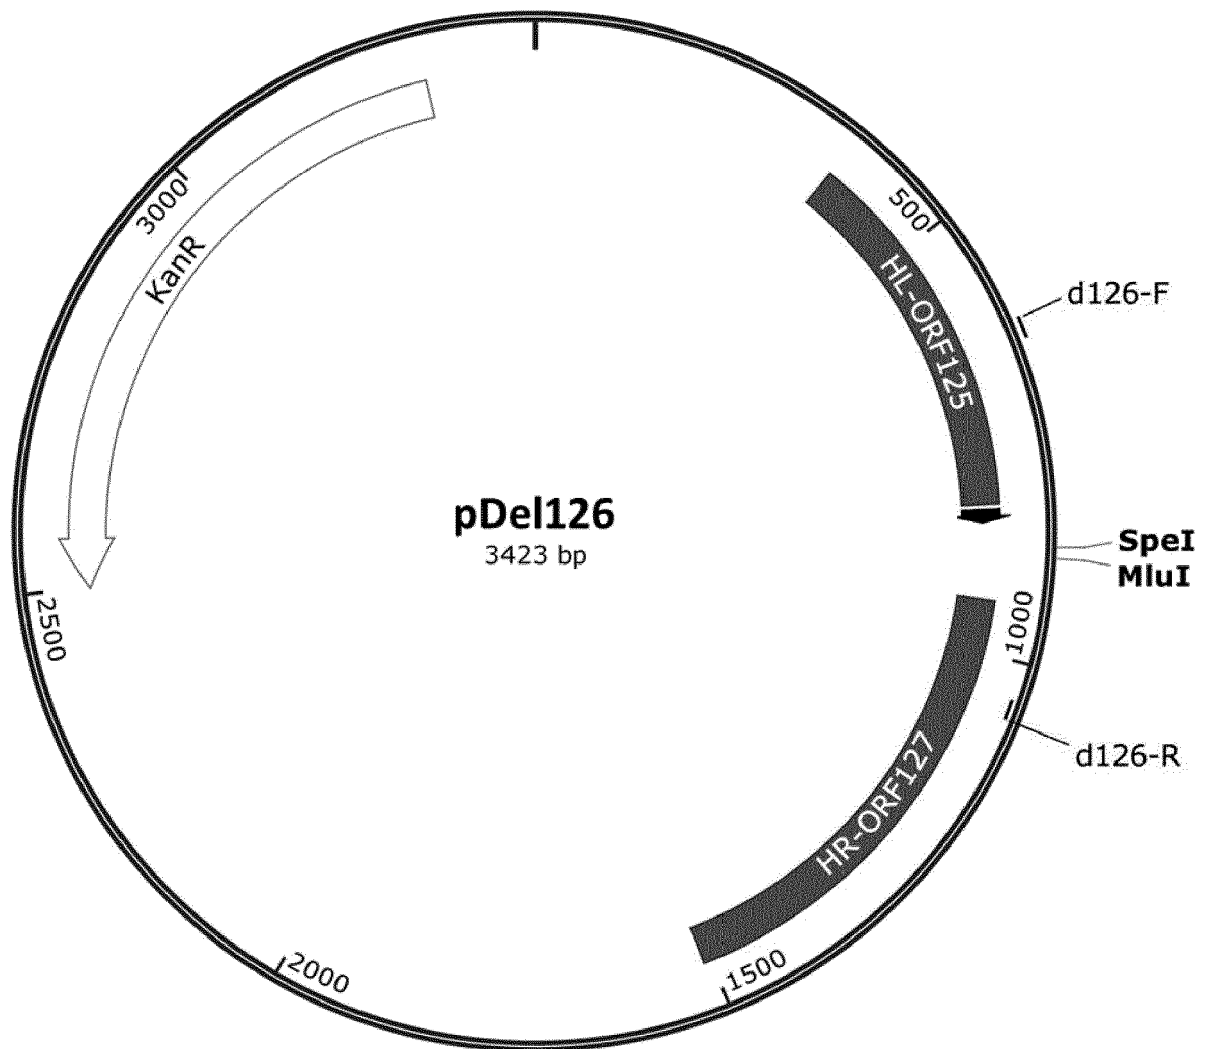 3000
KanR
500
HL-ORF125
d126-F
pDel126
3423 bp
SpeI
MluI
2500
1000
HR-ORF127
d126-R
2000
1500